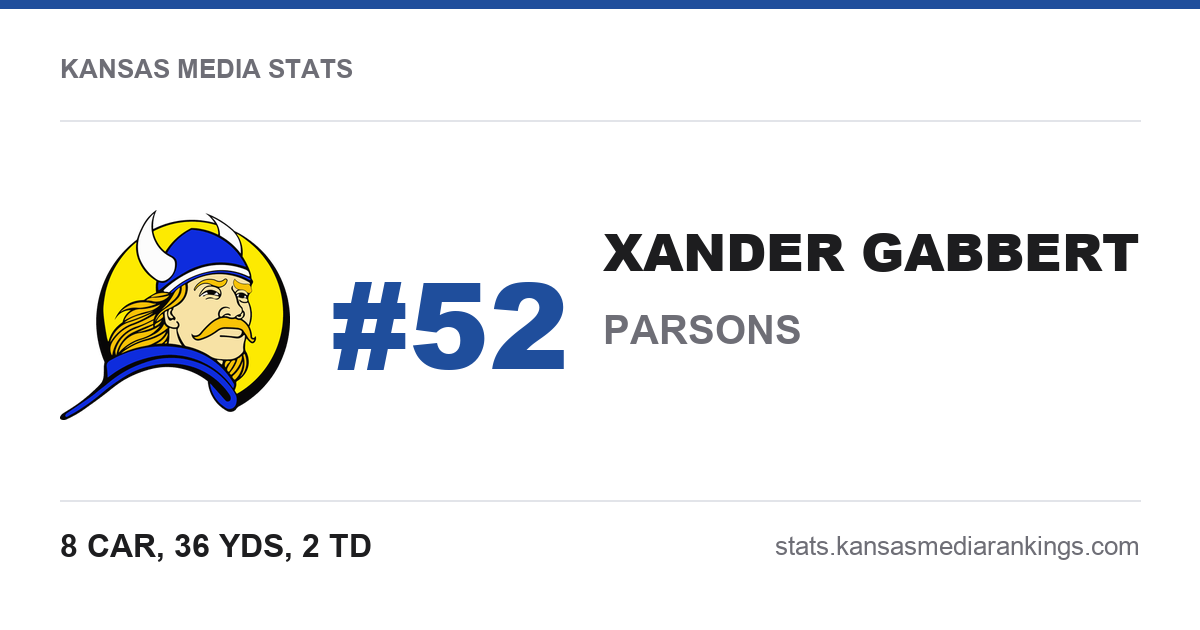 KANSAS MEDIA STATS
#52
XANDER GABBERT
PARSONS
8 CAR, 36 YDS, 2 TD
stats.kansasmediarankings.com